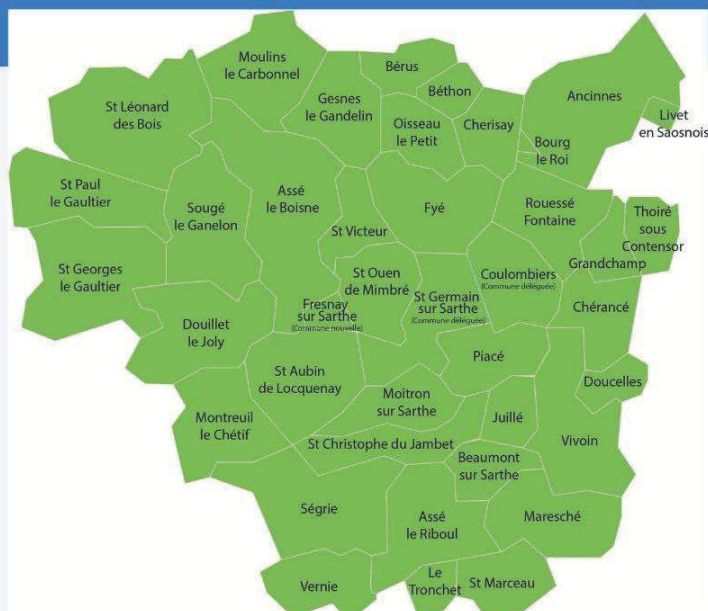 Moulins
le Carbonnel
Bérus
Béthon
Gesnes
le Gandelin
Ancinnes
St Léonard
des Bois
Oisseau
le Petit
Cherisay
Livet
en Saosnois
Bourg
le Roi
St Paul
le Gaultier
Sougé
le Ganelon
Assé
le Boisne
St Victeur
Fyé
Rouessé
Fontaine
Thoiré
sous
Contensor
Grandchamp
St Georges
le Gaultier
St Ouen
de Mimbré
Coulombiers
(Commune déléguée)
St Germain
sur Sarthe
(Commune déléguée)
Fresnay
sur Sarthe
(Commune nouvelle)
Chérancé
Douillet
le Joly
Piacé
St Aubin
de Locquenay
Doucelles
Moitron
sur Sarthe
Juillé
Montreuil
le Chétif
St Christophe du Jambet
Vivoin
Beaumont
sur Sarthe
Ségrie
Assé
le Riboul
Maresché
Vernie
Le
Tronchet
St Marceau